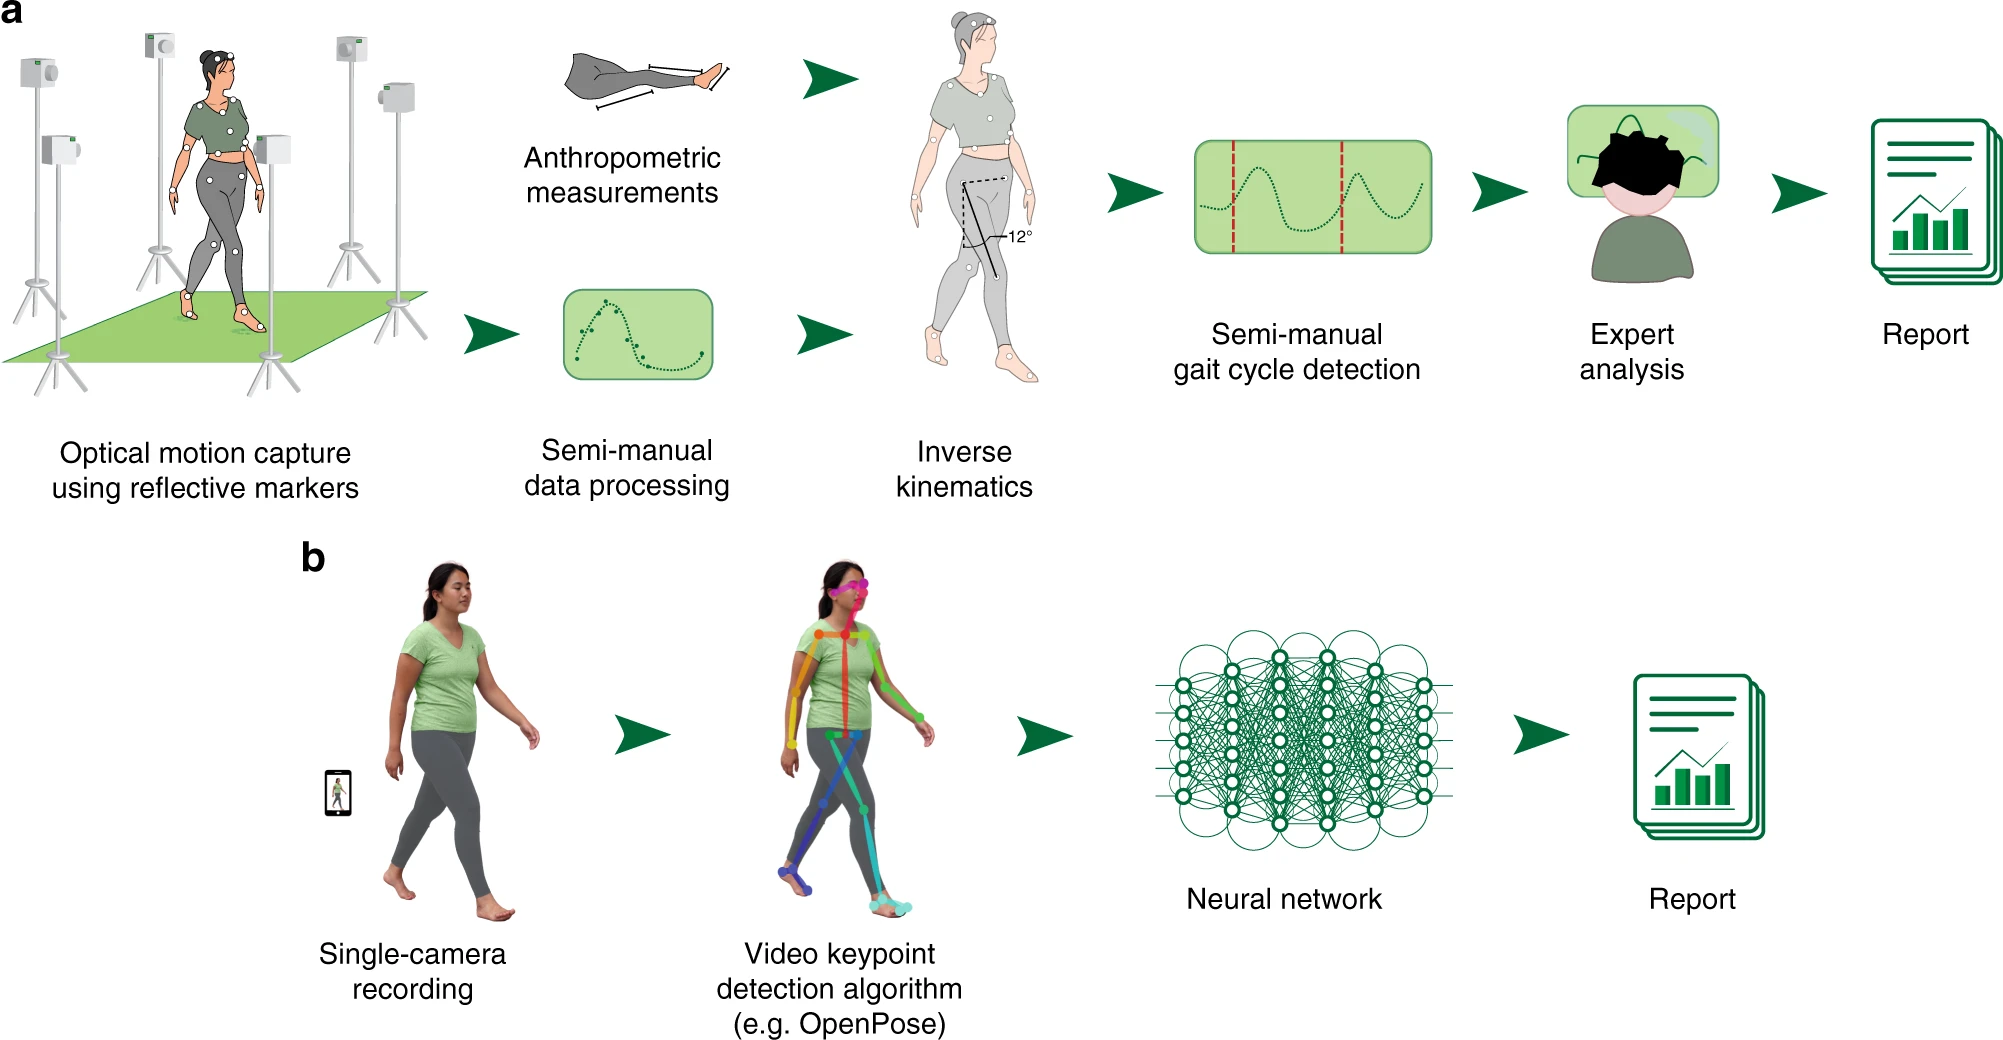 a
Anthropometric
measurements
12°
Semi-manual
gait cycle detection
Expert
analysis
Report
Optical motion capture
using reflective markers
Semi-manual
data processing
Inverse
kinematics
b
Single-camera
recording
Video keypoint
detection algorithm
(e.g. OpenPose)
Neural network
Report